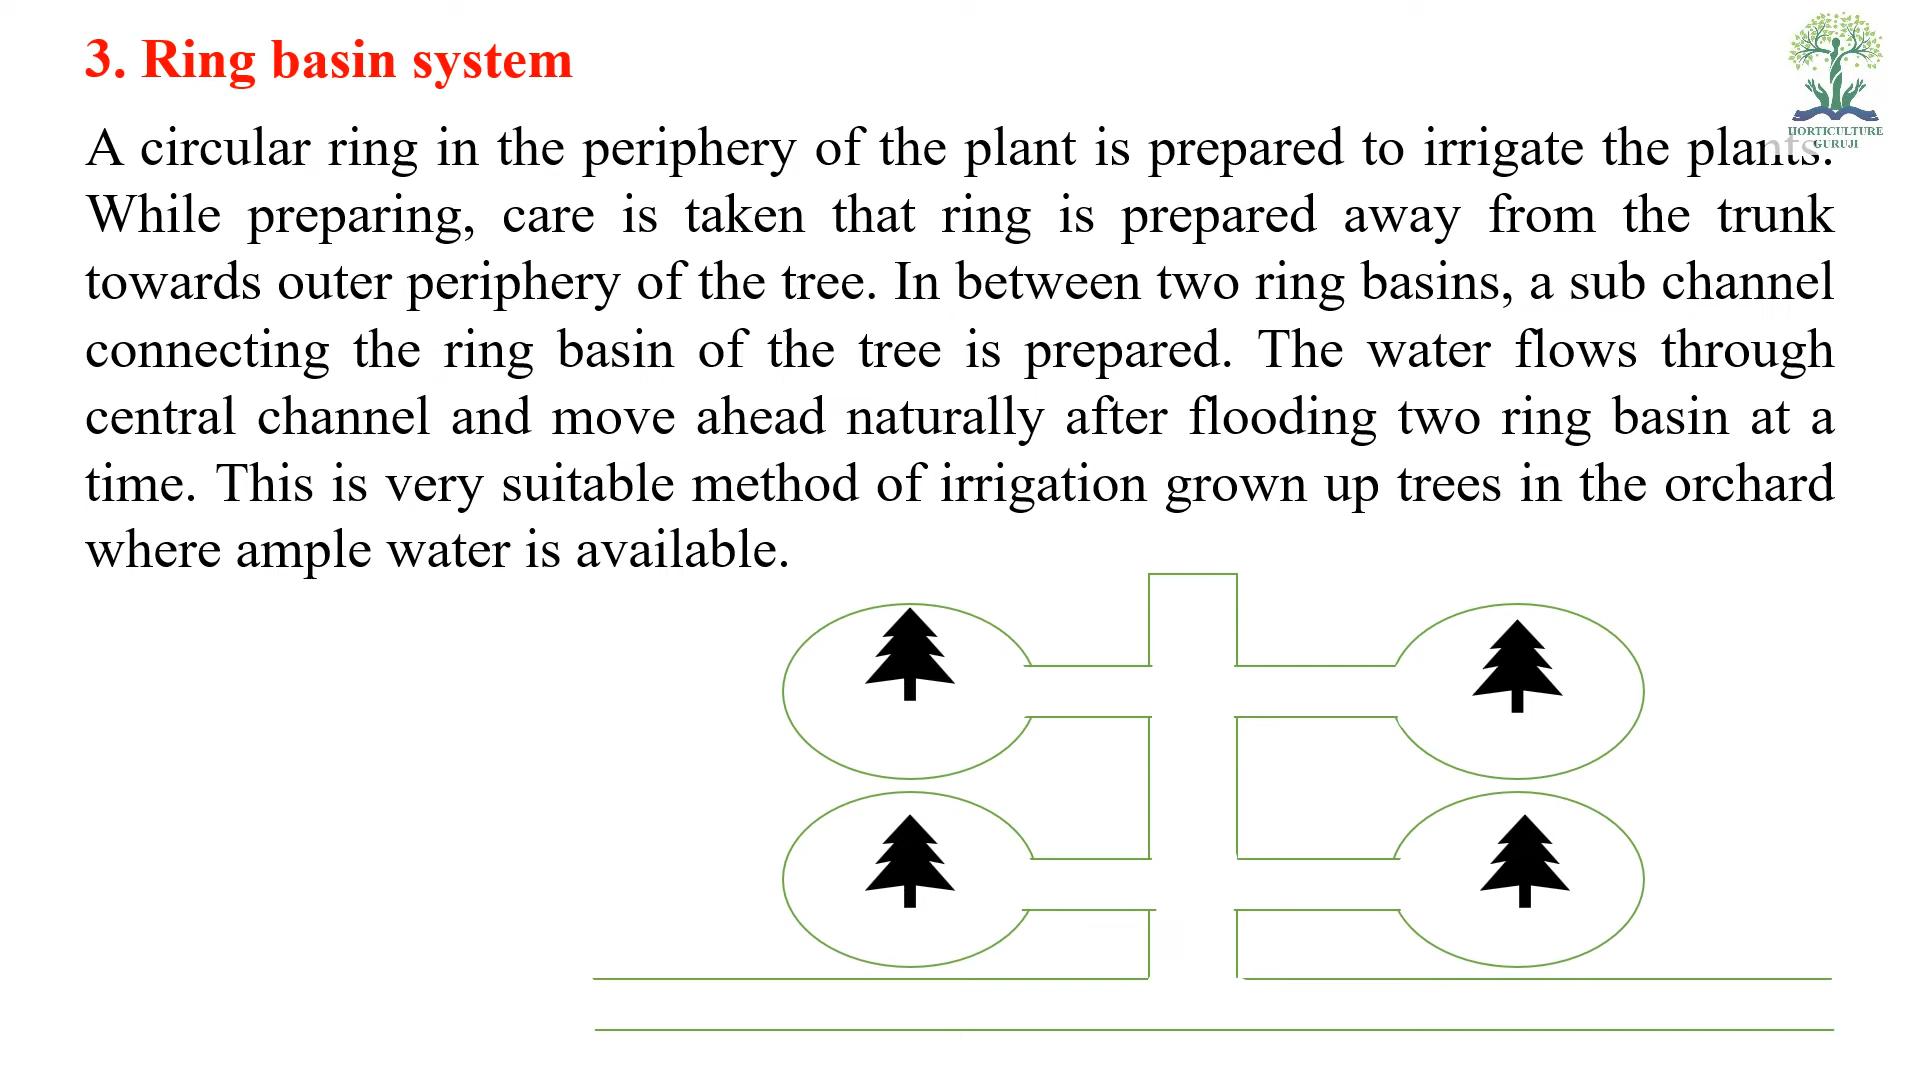 3. Ring basin system
HORTICULTURE
GURUJI
A circular ring in the periphery of the plant is prepared to irrigate the plants.
While preparing, care is taken that ring is prepared away from the trunk
towards outer periphery of the tree. In between two ring basins, a sub channel
connecting the ring basin of the tree is prepared. The water flows through
central channel and move ahead naturally after flooding two ring basin at a
time. This is very suitable method of irrigation grown up trees in the orchard
where ample water is available.